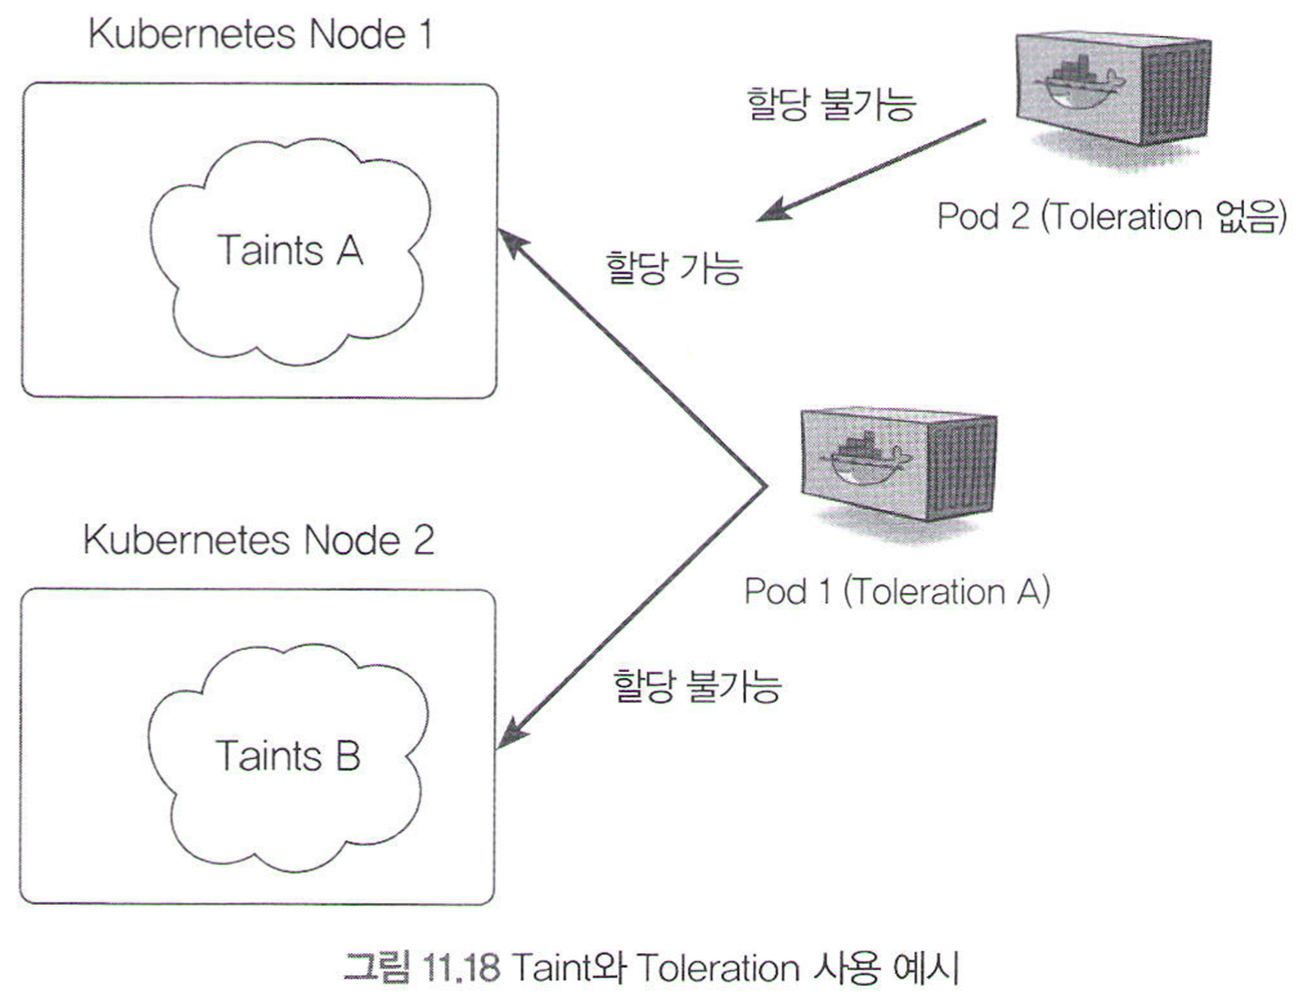 Kubernetes Node 1
Taints A
할당 불가능
Pod 2 (Toleration 없음)
할당 가능
Pod 1 (Toleration A)
Kubernetes Node 2
Taints B
할당 불가능
그림 11.18 Taint와 Toleration 사용 예시